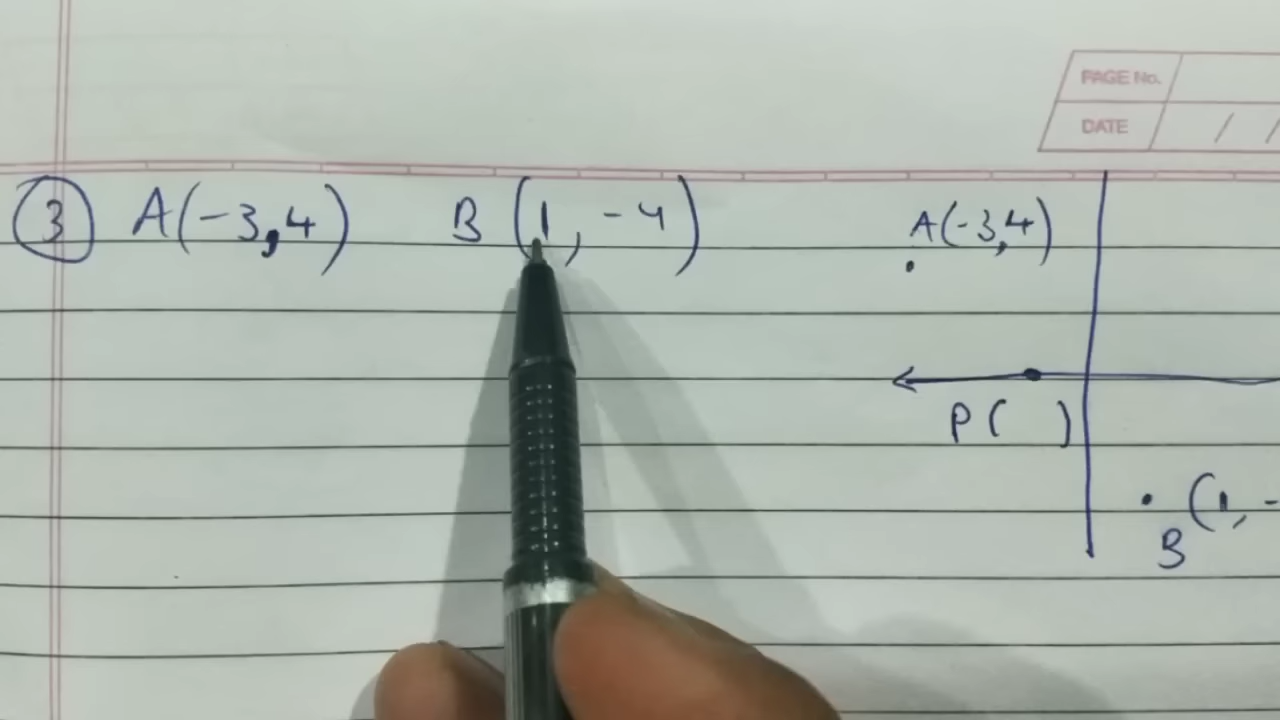 PAGE No.
DATE / /
3 A(-3,4) B (1, -4)
A(-3,4)
P( )
(1, -
B